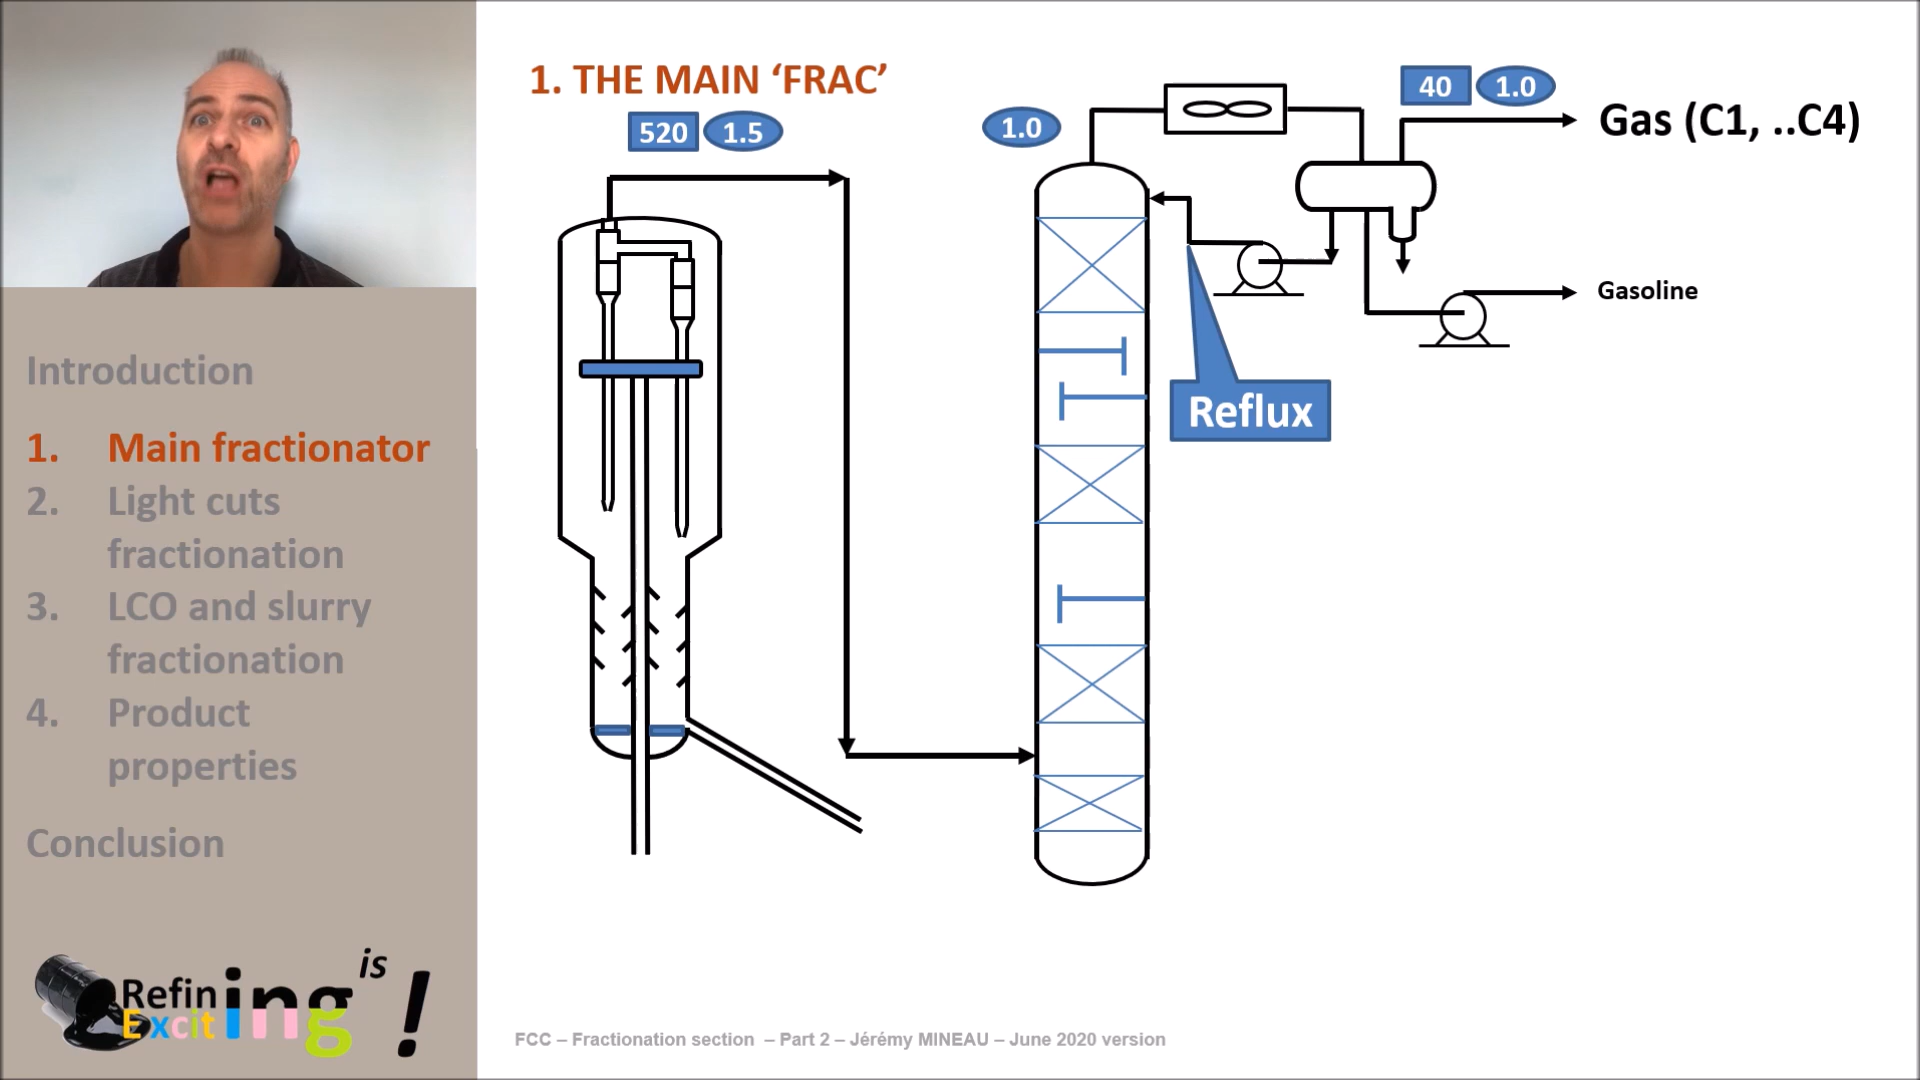 1. THE MAIN ‘FRAC’
520 1.5
1.0
40 1.0
Gas (C1, ..C4)
Gasoline
Reflux
Introduction
1. Main fractionator
2. Light cuts
fractionation
3. LCO and slurry
fractionation
4. Product
properties
Conclusion
Refining is
Exciting !
FCC – Fractionation section – Part 2 – Jérémy MINEAU – June 2020 version